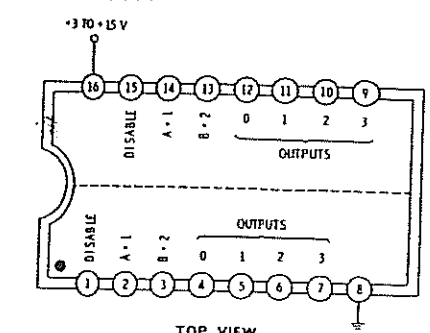 +3 TO +15 V
16 15 14 13 12 11 10 9
DISABLE A = 1 B = 2 0 1 2 3
OUTPUTS
OUTPUTS
DISABLE A = 1 B = 2 0 1 2 3
1 2 3 4 5 6 7 8
TOP VIEW